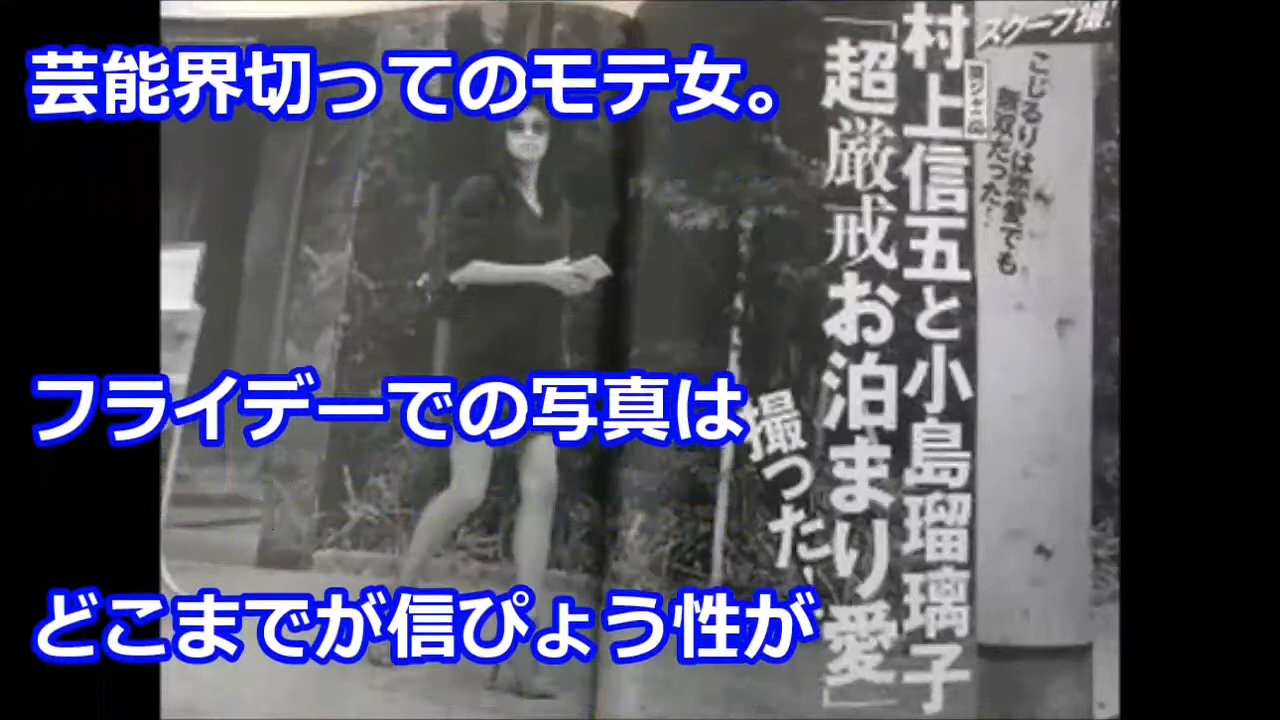 芸能界切ってのモテ女。
フライデーでの写真は
どこまでが信ぴょう性が
スクープ撮!
こじるりは恋愛でも
無双だった…
村上信五と小島瑠璃子
「超厳戒お泊まり愛」
撮った!